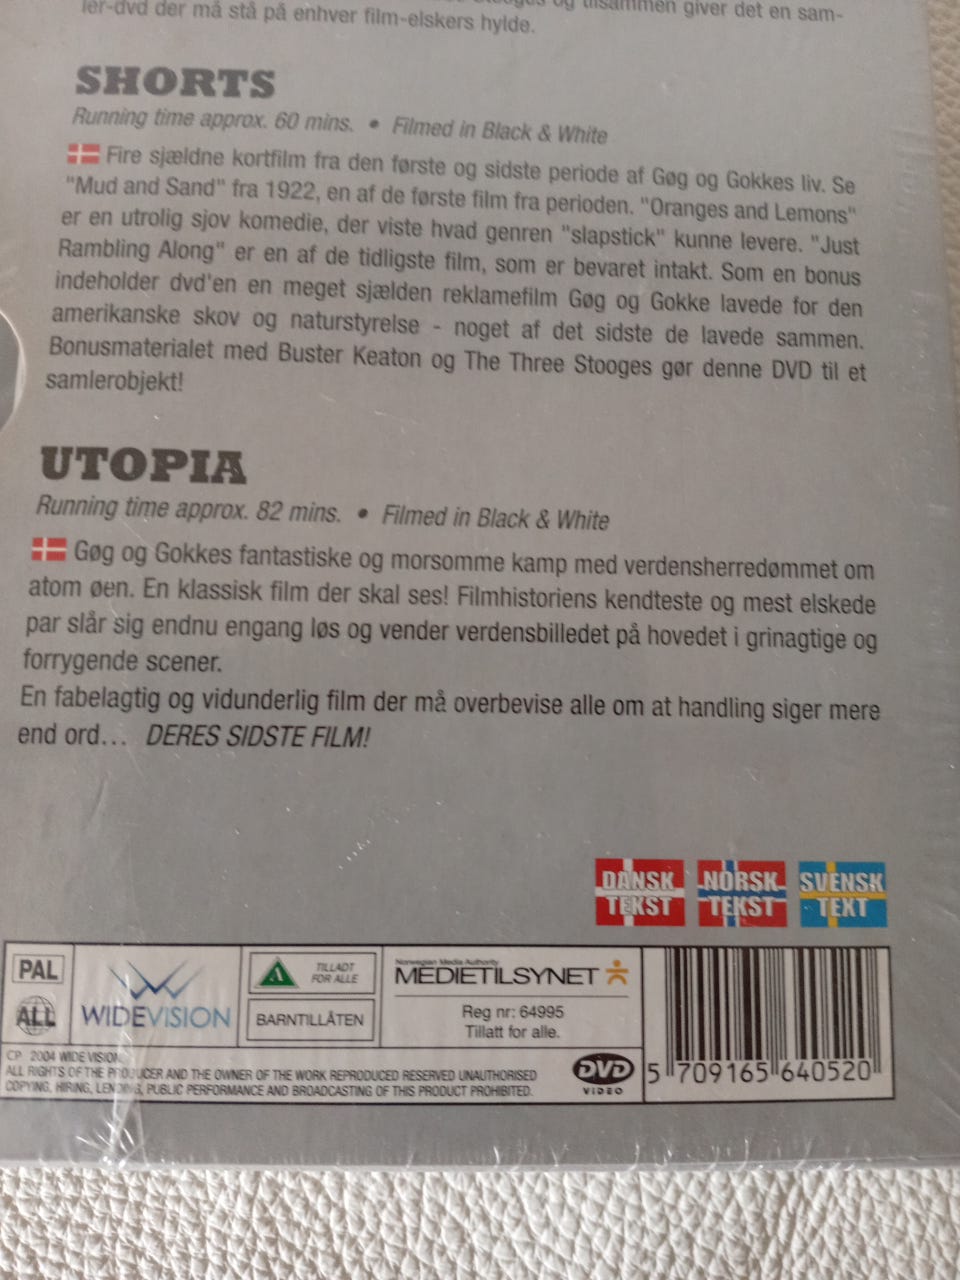 ler-dvd der må stå på enhver film-elskers hylde.
og tilsammen giver det en sam-
SHORTS
Running time approx. 60 mins. • Filmed in Black & White
Fire sjældne kortfilm fra den første og sidste periode af Gøg og Gokkes liv. Se
"Mud and Sand" fra 1922, en af de første film fra perioden. "Oranges and Lemons"
er en utrolig sjov komedie, der viste hvad genren "slapstick" kunne levere. "Just
Rambling Along" er en af de tidligste film, som er bevaret intakt. Som en bonus
indeholder dvd'en en meget sjælden reklamefilm Gøg og Gokke lavede for den
amerikanske skov og naturstyrelse - noget af det sidste de lavede sammen.
Bonusmaterialet med Buster Keaton og The Three Stooges gør denne DVD til et
samlerobjekt!
UTOPIA
Running time approx. 82 mins. • Filmed in Black & White
Gøg og Gokkes fantastiske og morsomme kamp med verdensherredømmet om
atom øen. En klassisk film der skal ses! Filmhistoriens kendteste og mest elskede
par slår sig endnu engang løs og vender verdensbilledet på hovedet i grinagtige og
forrygende scener.
En fabelagtig og vidunderlig film der må overbevise alle om at handling siger mere
end ord... DERES SIDSTE FILM!
DANSK TEKST
NORSK TEKST
SVENSK TEXT
PAL
ALL
WIDEVISION
A TILLADT FOR ALLE
BARNTILLÅTEN
Norwegian Media Authority
MEDIETILSYNET
Reg nr: 64995
Tillatt for alle.
CP 2004 WIDE VISION
ALL RIGHTS OF THE PRODUCER AND THE OWNER OF THE WORK REPRODUCED RESERVED UNAUTHORISED
COPYING, HIRING, LENDING, PUBLIC PERFORMANCE AND BROADCASTING OF THIS PRODUCT PROHIBITED.
DVD VIDEO
5 709165 640520